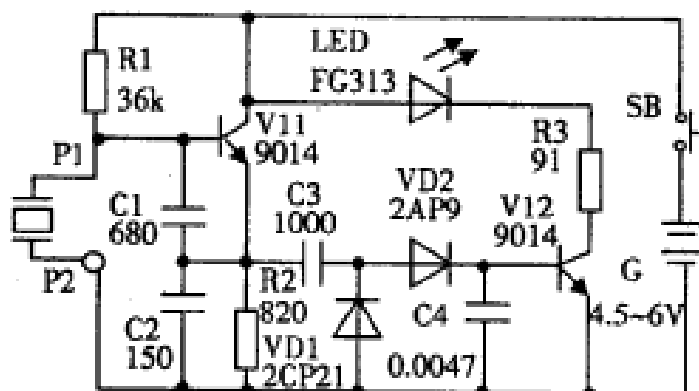 R1
36k
P1
P2
C1
680
C2
150
V11
9014
LED
FG313
C3
1000
R2
820
VD1
2CP21
VD2
2AP9
C4
0.0047
V12
9014
R3
91
SB
G
4.5~6V